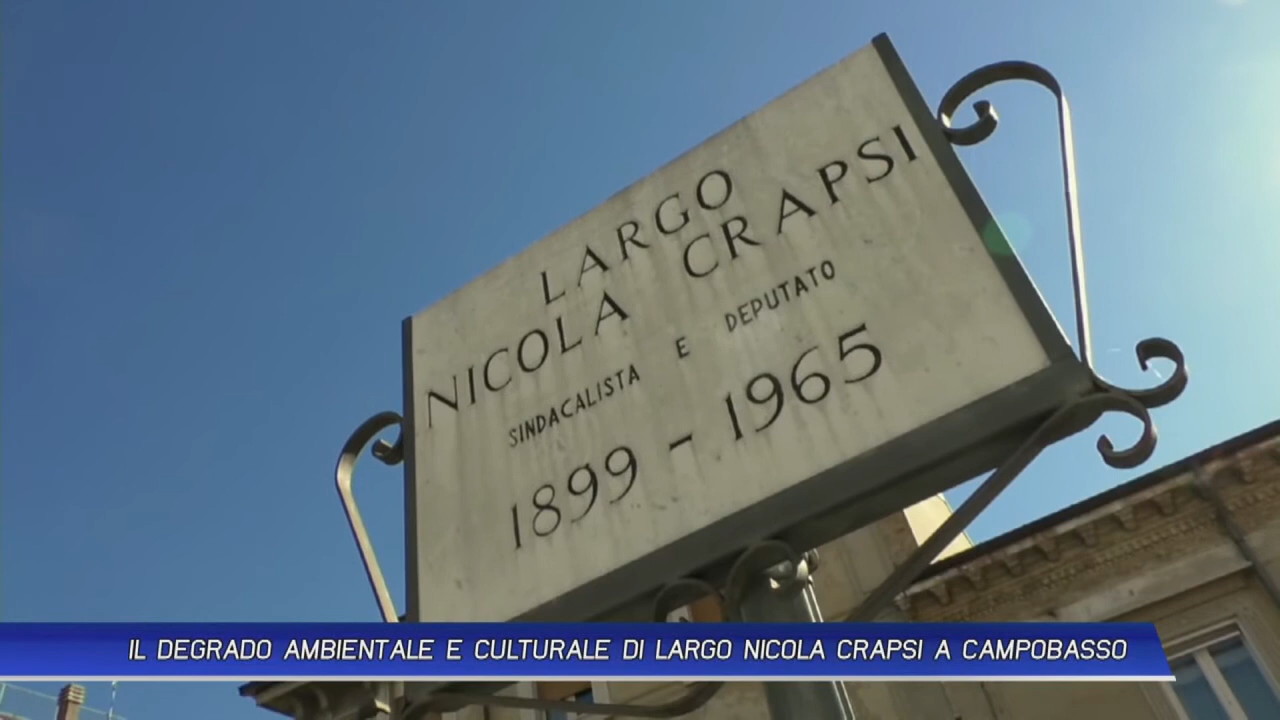 LARGO
NICOLA CRAPSI
SINDACALISTA E DEPUTATO
1899 - 1965
IL DEGRADO AMBIENTALE E CULTURALE DI LARGO NICOLA CRAPSI A CAMPOBASSO